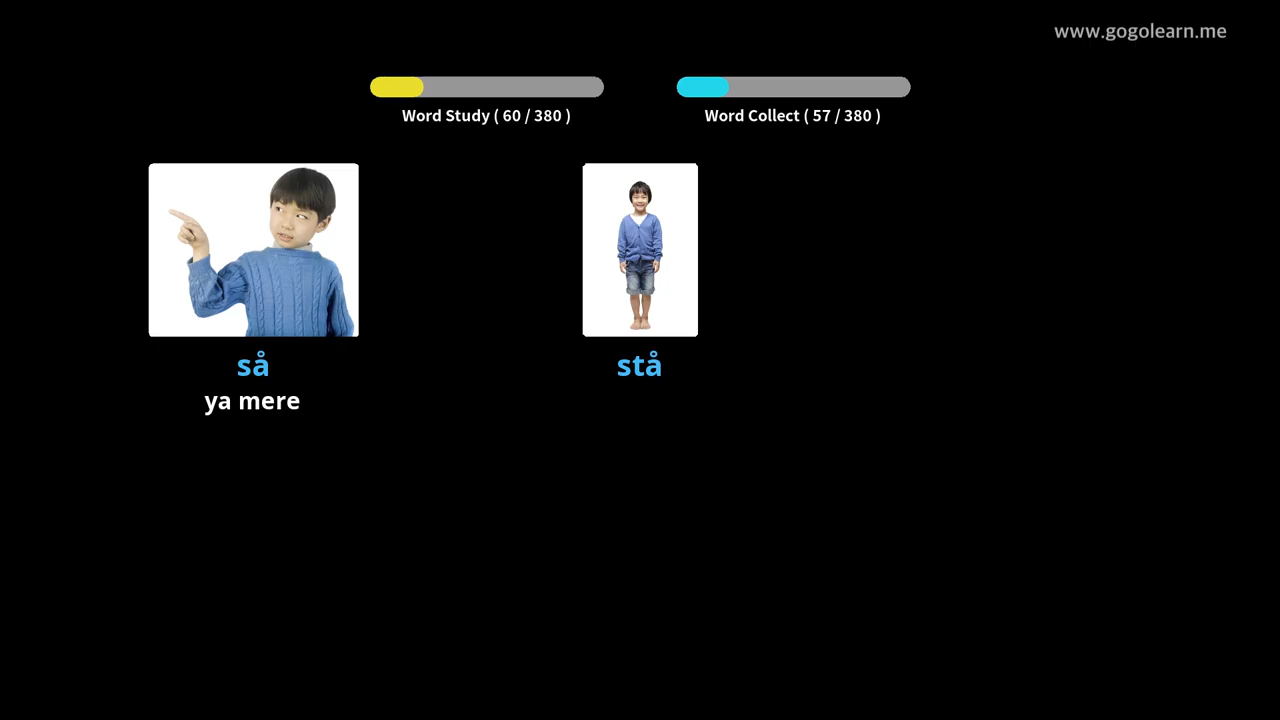 www.gogolearn.me
Word Study ( 60 / 380 )
Word Collect ( 57 / 380 )
så
ya mere
stå